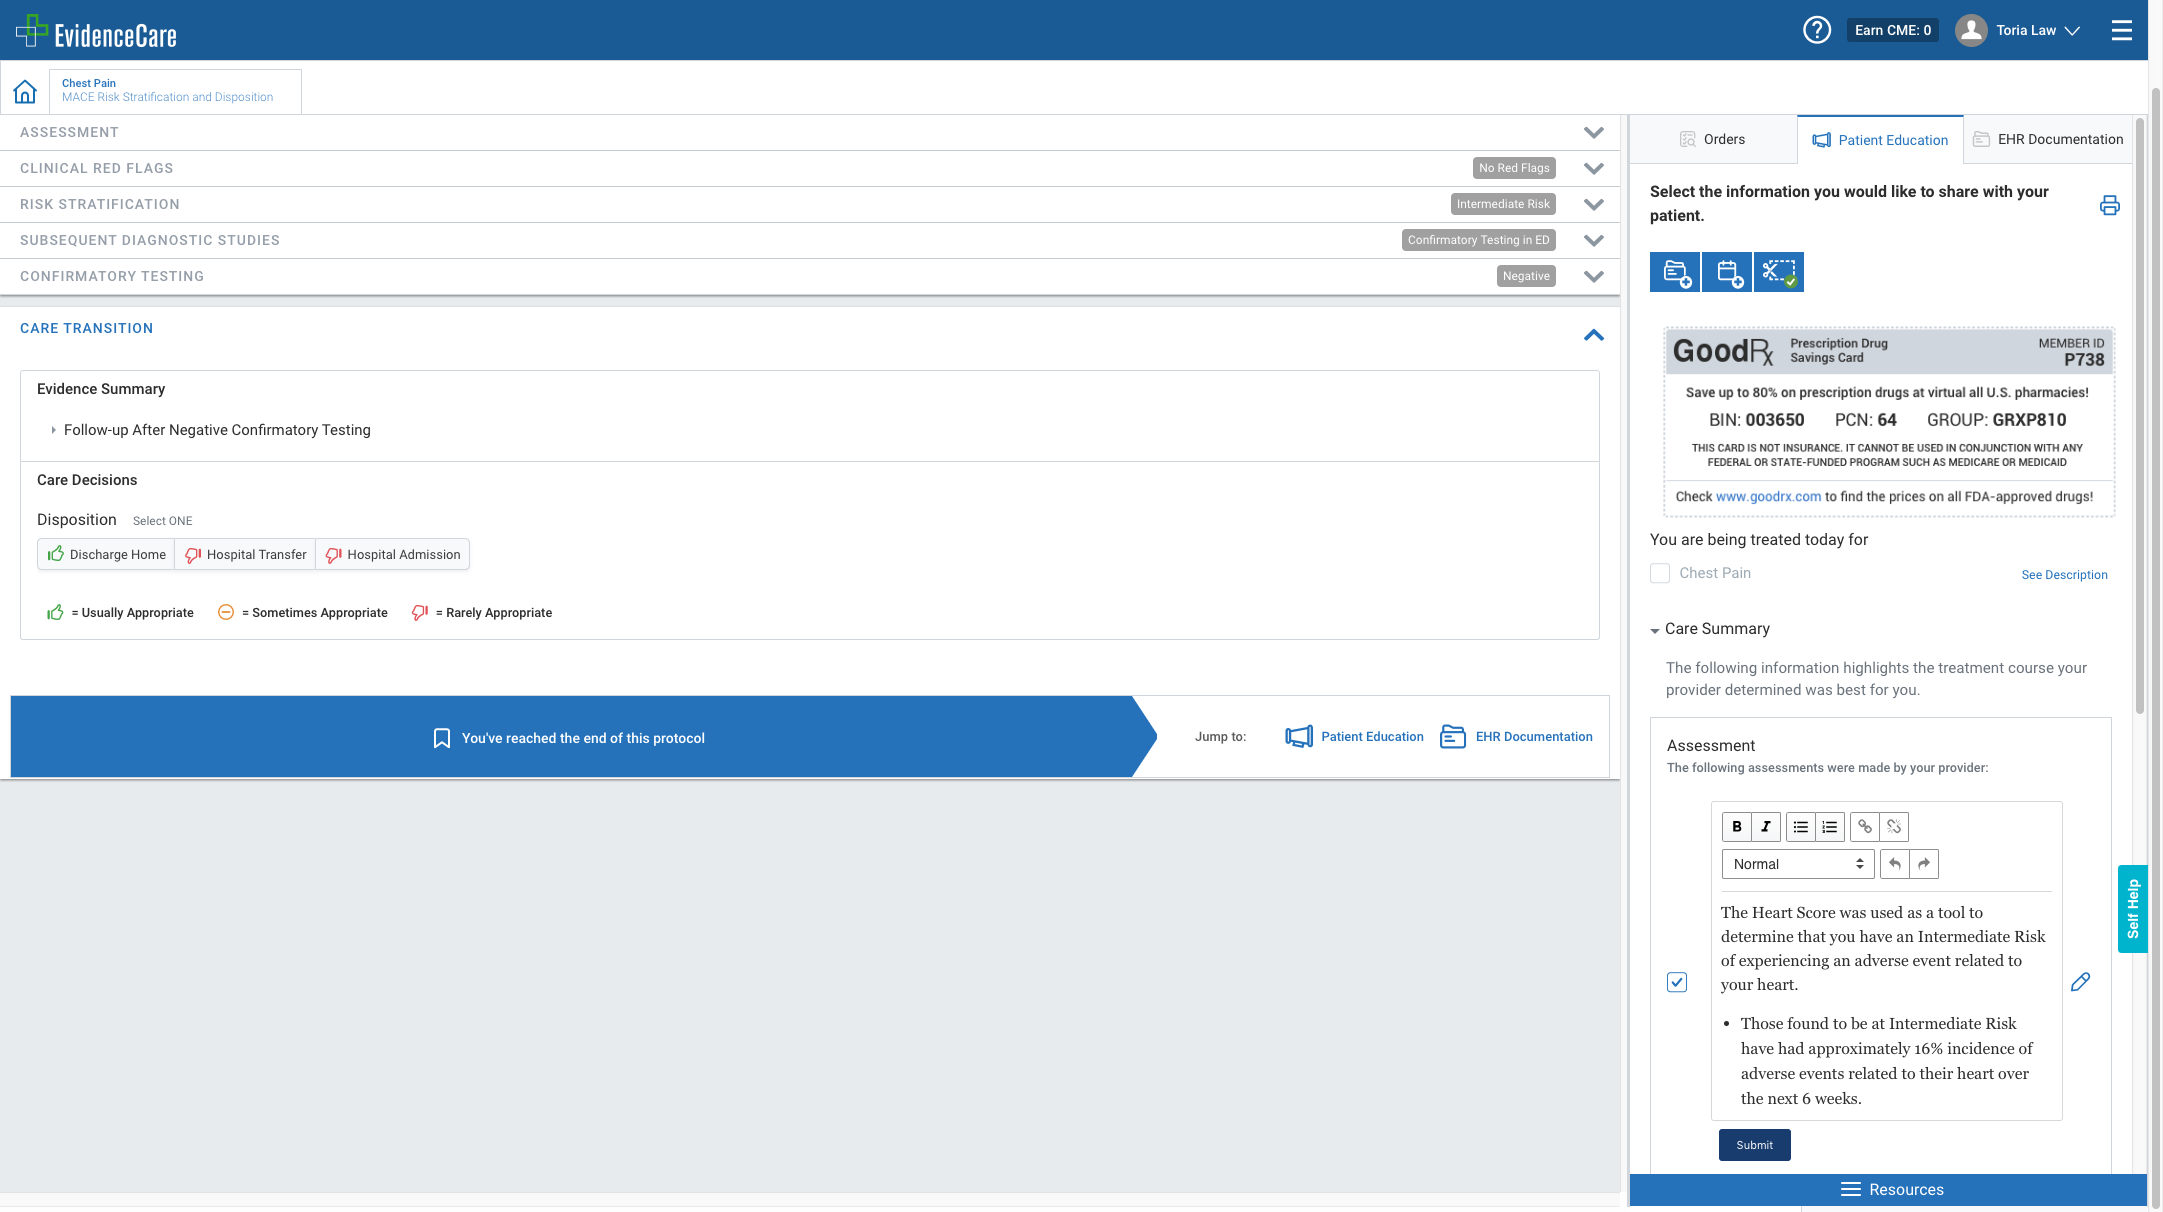 EvidenceCare
Earn CME: 0
Toria Law
Chest Pain
MACE Risk Stratification and Disposition
ASSESSMENT
CLINICAL RED FLAGS
No Red Flags
RISK STRATIFICATION
Intermediate Risk
SUBSEQUENT DIAGNOSTIC STUDIES
Confirmatory Testing in ED
CONFIRMATORY TESTING
Negative
CARE TRANSITION
Evidence Summary
Follow-up After Negative Confirmatory Testing
Care Decisions
Disposition Select ONE
Discharge Home Hospital Transfer Hospital Admission
= Usually Appropriate = Sometimes Appropriate = Rarely Appropriate
You've reached the end of this protocol
Jump to: Patient Education EHR Documentation
Orders Patient Education EHR Documentation
Select the information you would like to share with your
patient.
GoodRx
Prescription Drug
Savings Card
MEMBER ID
P738
Save up to 80% on prescription drugs at virtual all U.S. pharmacies!
BIN: 003650 PCN: 64 GROUP: GRXP810
THIS CARD IS NOT INSURANCE. IT CANNOT BE USED IN CONJUNCTION WITH ANY
FEDERAL OR STATE-FUNDED PROGRAM SUCH AS MEDICARE OR MEDICAID
Check www.goodrx.com to find the prices on all FDA-approved drugs!
You are being treated today for
Chest Pain
See Description
Care Summary
The following information highlights the treatment course your
provider determined was best for you.
Assessment
The following assessments were made by your provider:
B I
Normal
The Heart Score was used as a tool to
determine that you have an Intermediate Risk
of experiencing an adverse event related to
your heart.
• Those found to be at Intermediate Risk
have had approximately 16% incidence of
adverse events related to their heart over
the next 6 weeks.
Submit
Self Help
Resources